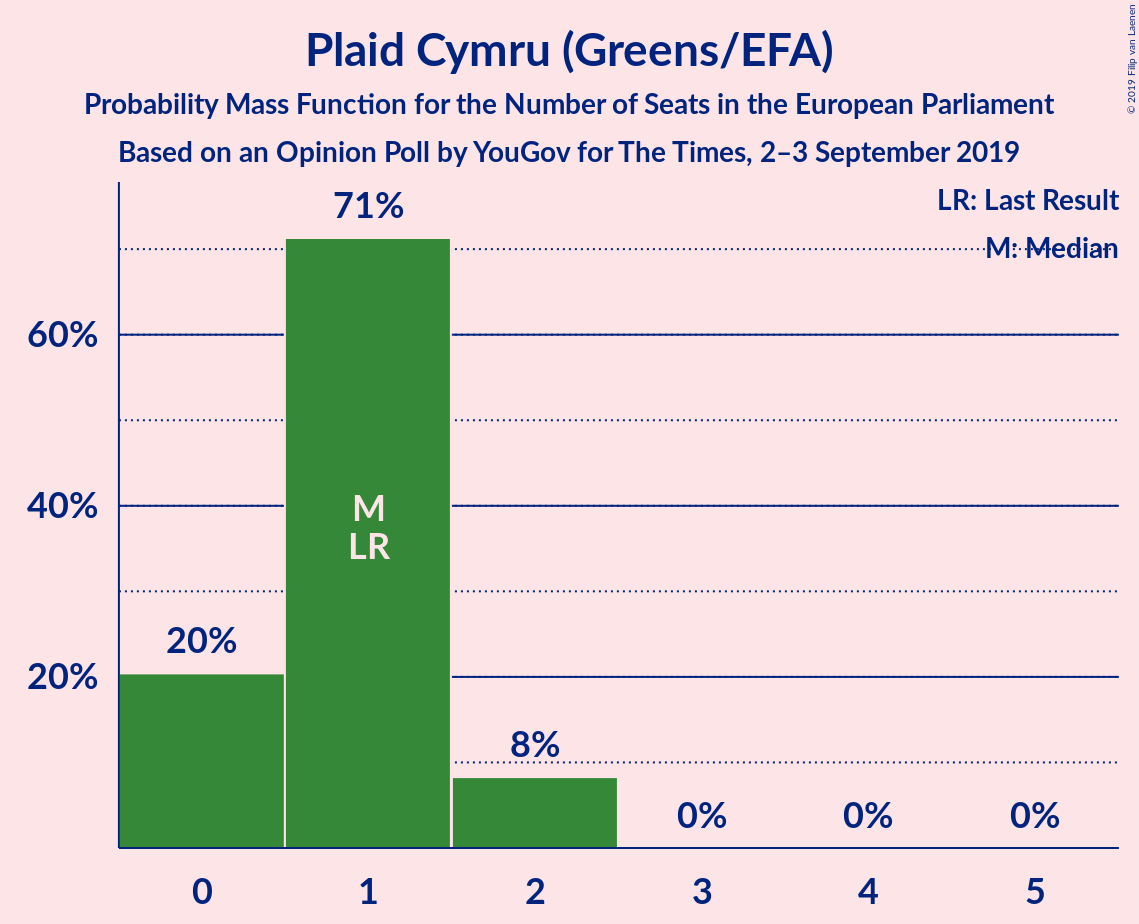 Plaid Cymru (Greens/EFA)
Probability Mass Function for the Number of Seats in the European Parliament
Based on an Opinion Poll by YouGov for The Times, 2–3 September 2019
© 2019 Filip van Laenen
LR: Last Result
M: Median
71%
60%
40%
M
LR
20%
20%
8%
0%
0%
0%
0
1
2
3
4
5